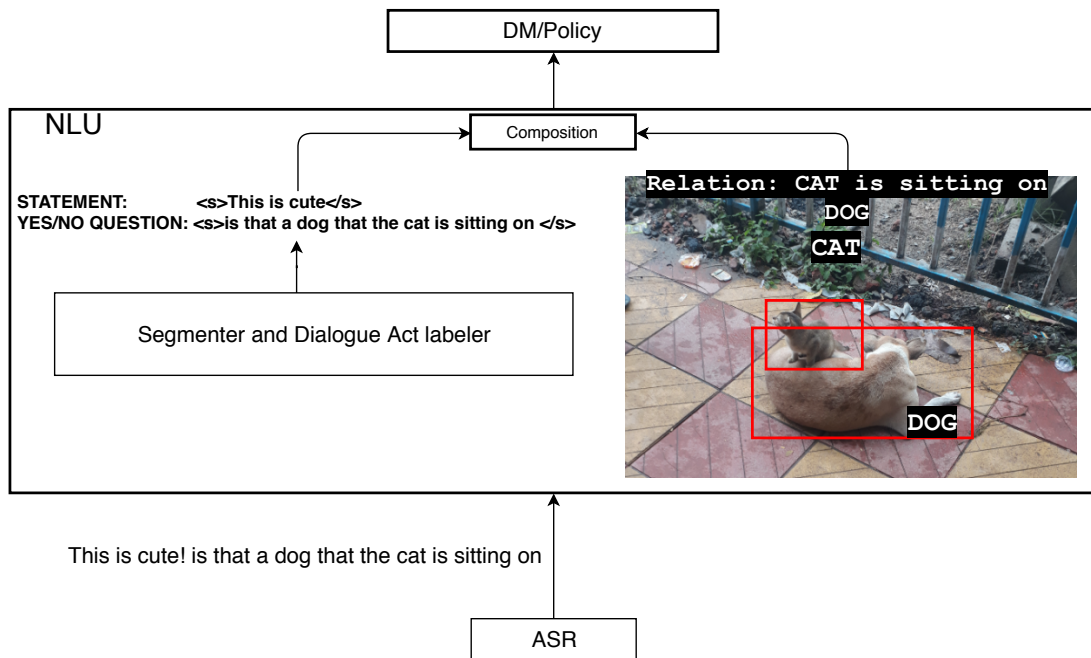 DM/Policy
NLU
Composition
STATEMENT: <s>This is cute</s>
YES/NO QUESTION: <s>is that a dog that the cat is sitting on </s>
Segmenter and Dialogue Act labeler
Relation: CAT is sitting on
DOG
CAT
DOG
This is cute! is that a dog that the cat is sitting on
ASR